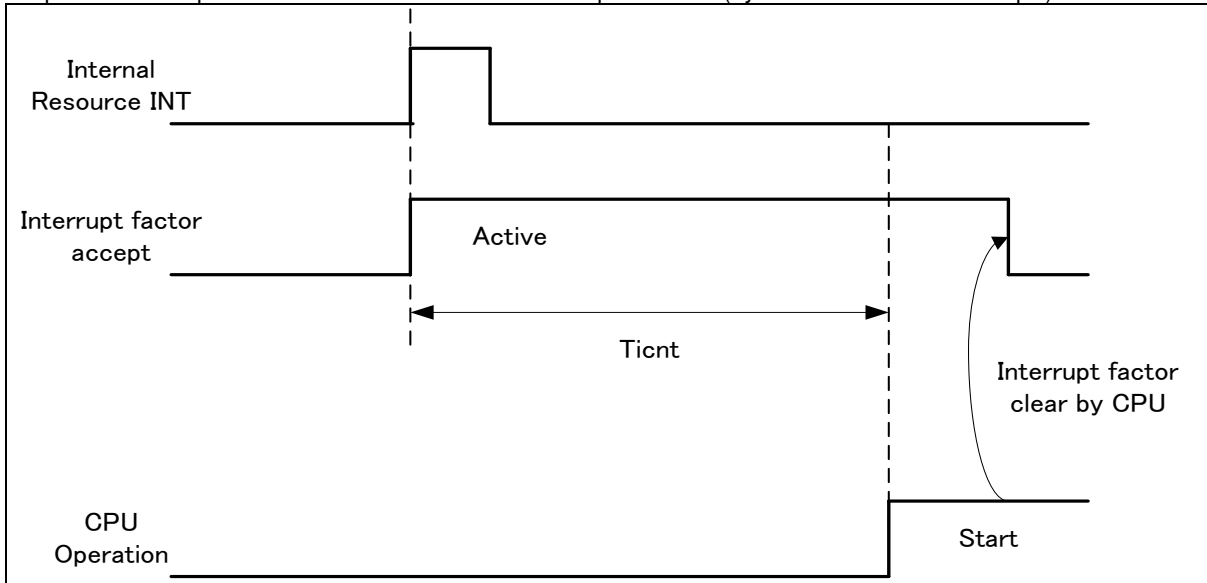 Internal
Resource INT
Interrupt factor
accept
Active
Ticnt
Interrupt factor
clear by CPU
CPU
Operation
Start